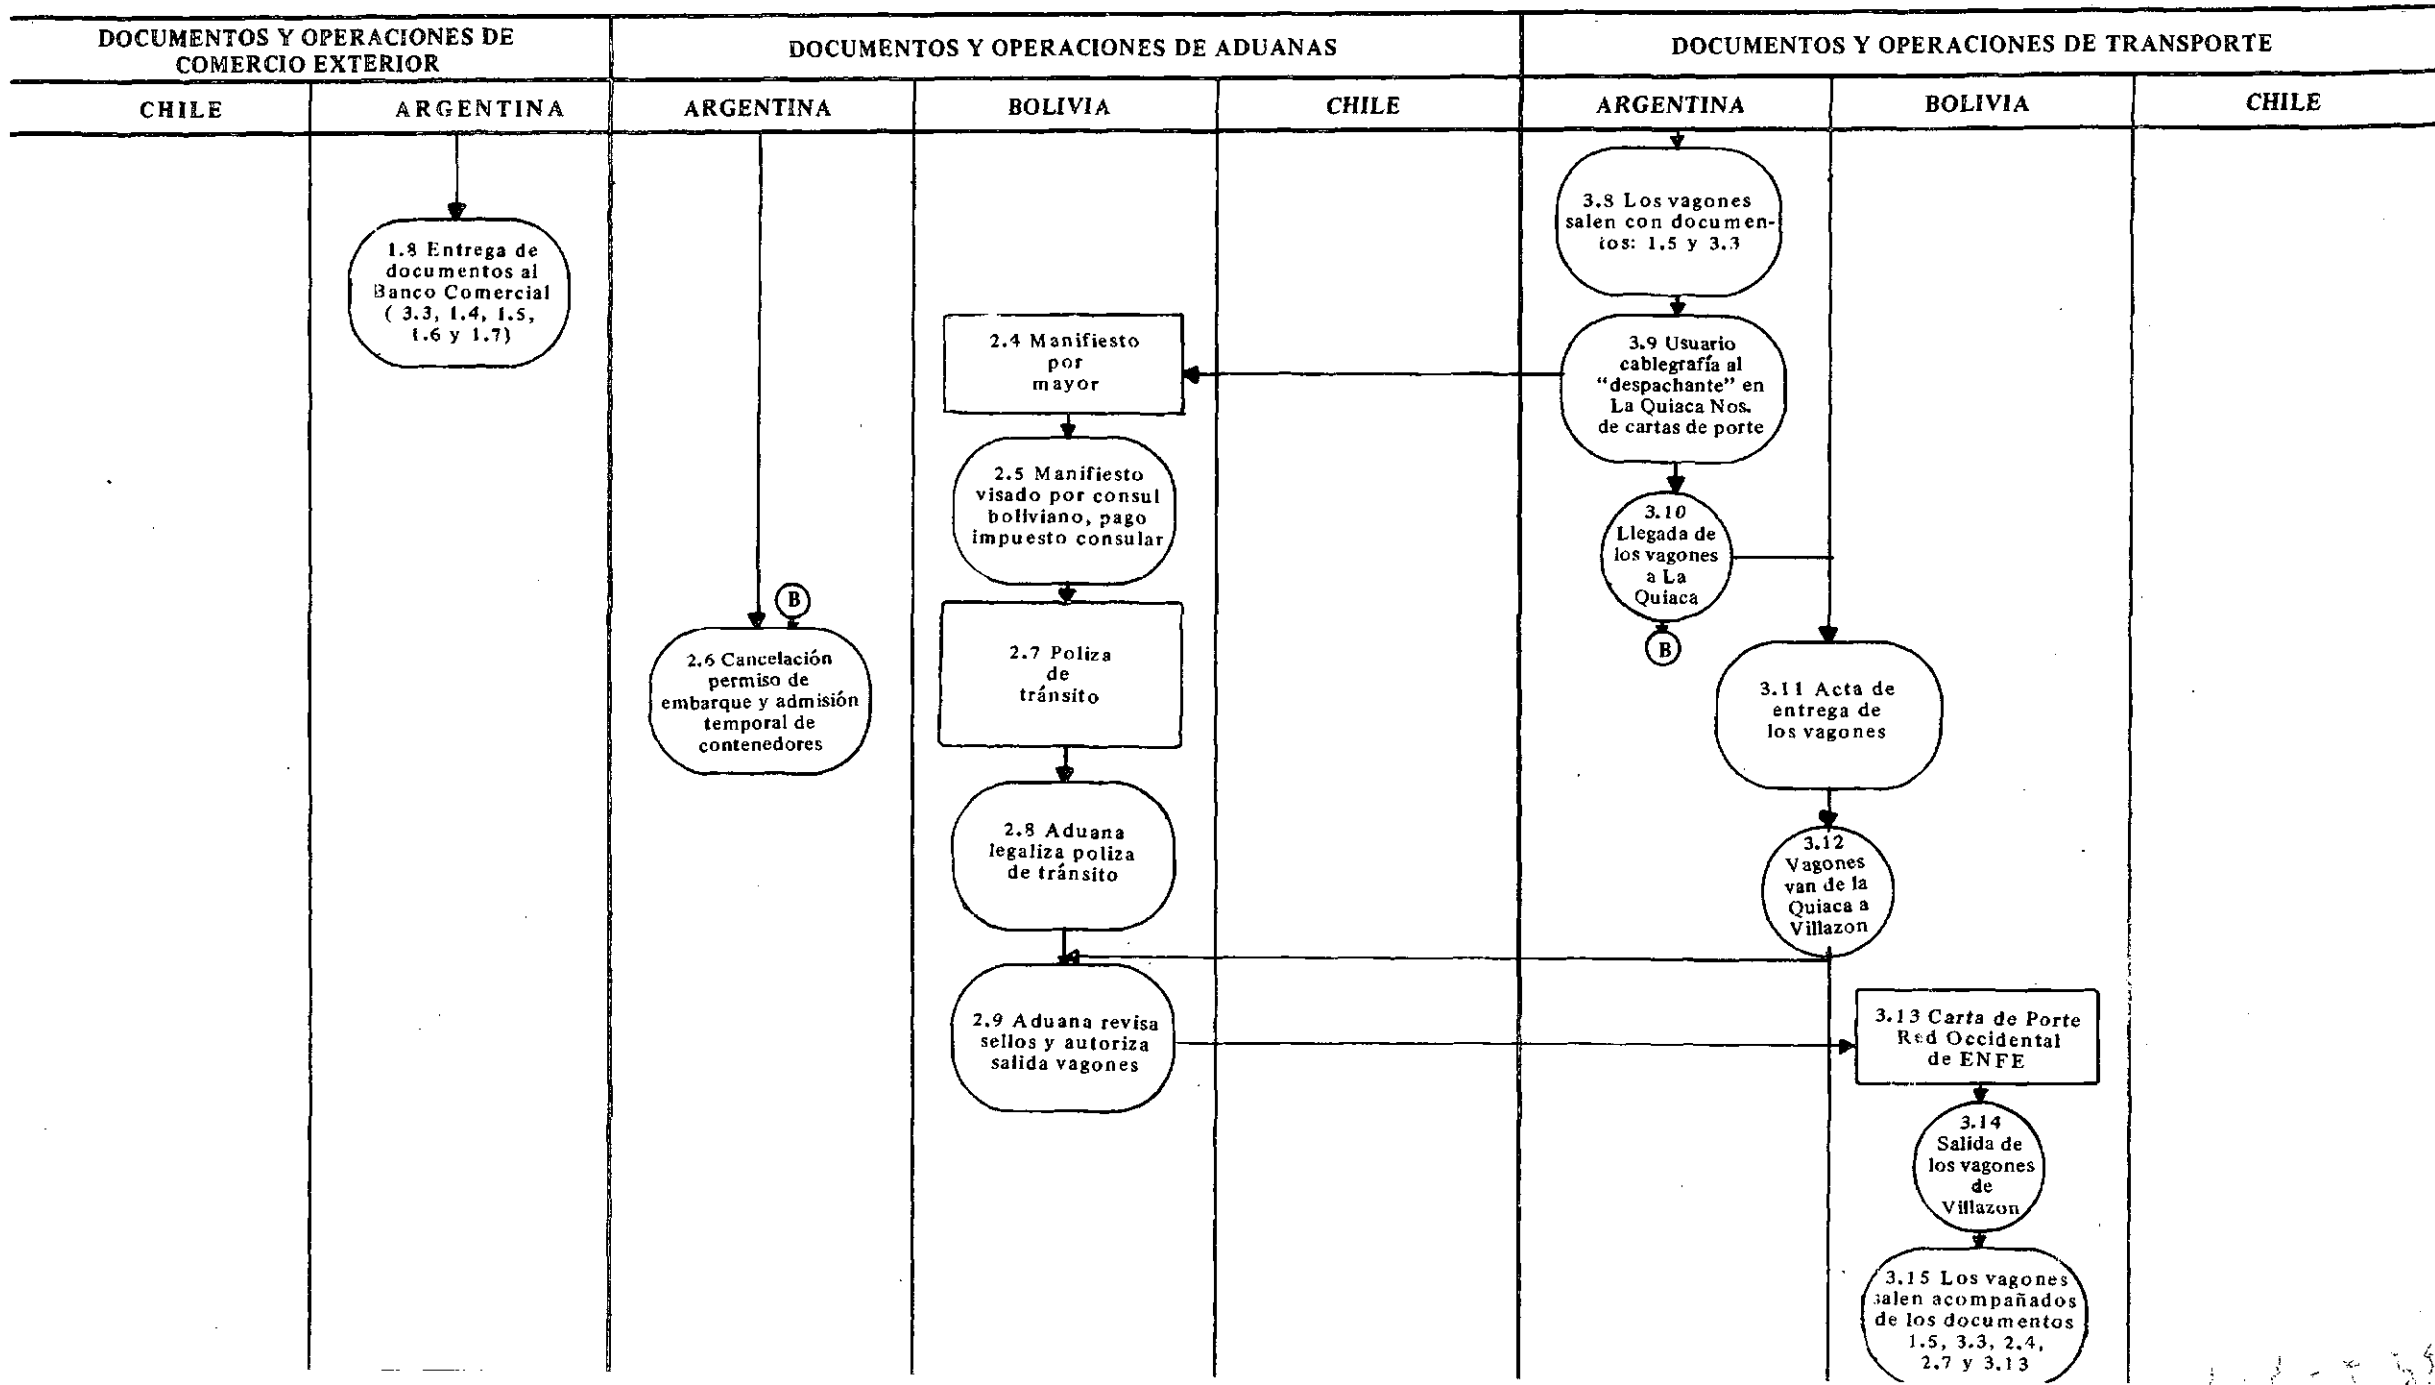 DOCUMENTOS Y OPERACIONES DE
COMERCIO EXTERIOR
DOCUMENTOS Y OPERACIONES DE ADUANAS
DOCUMENTOS Y OPERACIONES DE TRANSPORTE
CHILE
ARGENTINA
ARGENTINA
BOLIVIA
CHILE
ARGENTINA
BOLIVIA
CHILE
1.8 Entrega de
documentos al
Banco Comercial
( 3.3, 1.4, 1.5,
1.6 y 1.7)
B
2.6 Cancelación
permiso de
embarque y admisión
temporal de
contenedores
2.4 Manifiesto
por
mayor
2.5 Manifiesto
visado por consul
boliviano, pago
impuesto consular
2.7 Poliza
de
tránsito
2.8 Aduana
legaliza poliza
de tránsito
2.9 Aduana revisa
sellos y autoriza
salida vagones
3.8 Los vagones
salen con documen-
tos: 1.5 y 3.3
3.9 Usuario
cablegrafía al
“despachante” en
La Quiaca Nos.
de cartas de porte
3.10
Llegada de
los vagones
a La
Quiaca
B
3.11 Acta de
entrega de
los vagones
3.12
Vagones
van de la
Quiaca a
Villazon
3.13 Carta de Porte
Red Occidental
de ENFE
3.14
Salida de
los vagones
de
Villazon
3.15 Los vagones
salen acompañados
de los documentos
1.5, 3.3, 2.4,
2.7 y 3.13